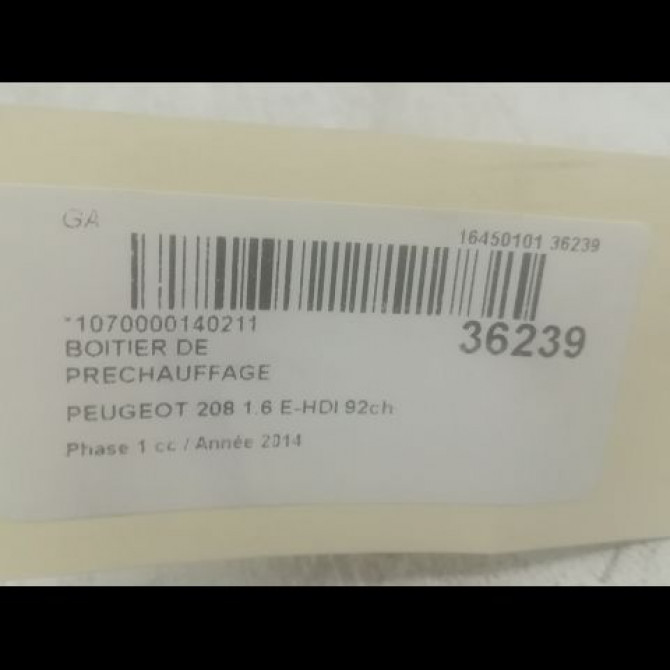 GA
16450101 36239
*1070000140211
36239
BOITIER DE
PRECHAUFFAGE
PEUGEOT 208 1.6 E-HDI 92ch
Phase 1 cc / Année 2014